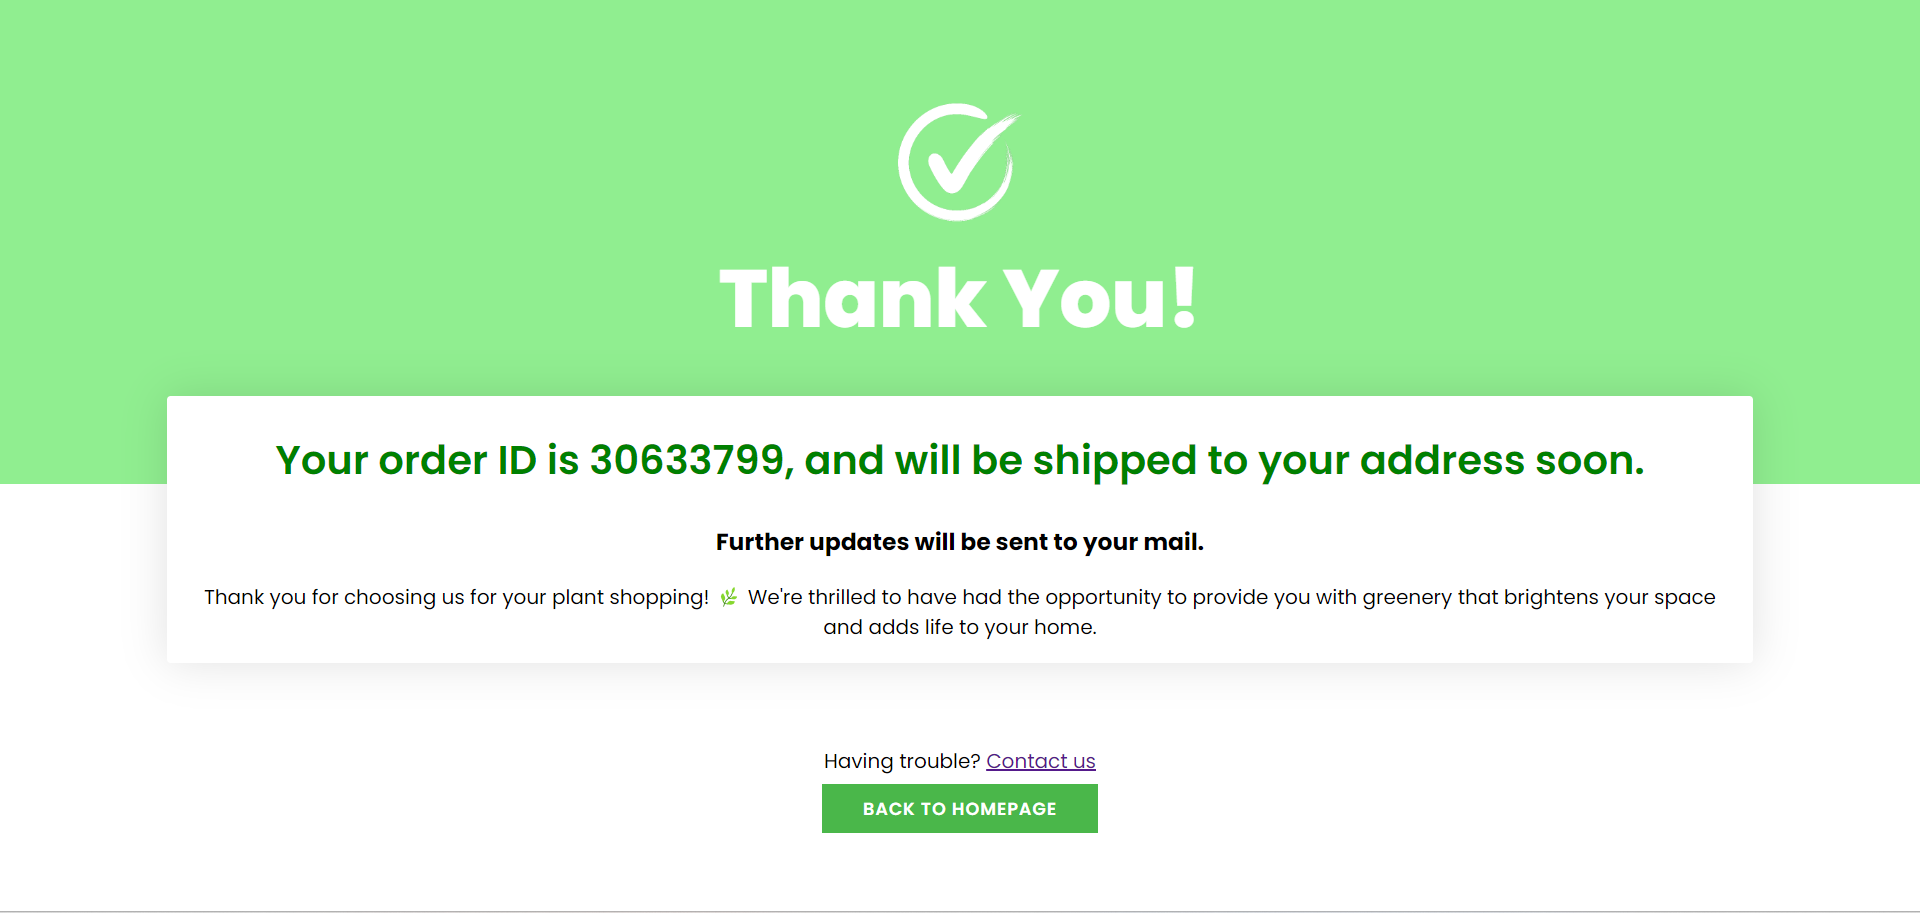 Thank You!
Your order ID is 30633799, and will be shipped to your address soon.
Further updates will be sent to your mail.
Thank you for choosing us for your plant shopping! 🌿 We're thrilled to have had the opportunity to provide you with greenery that brightens your space
and adds life to your home.
Having trouble? Contact us
BACK TO HOMEPAGE